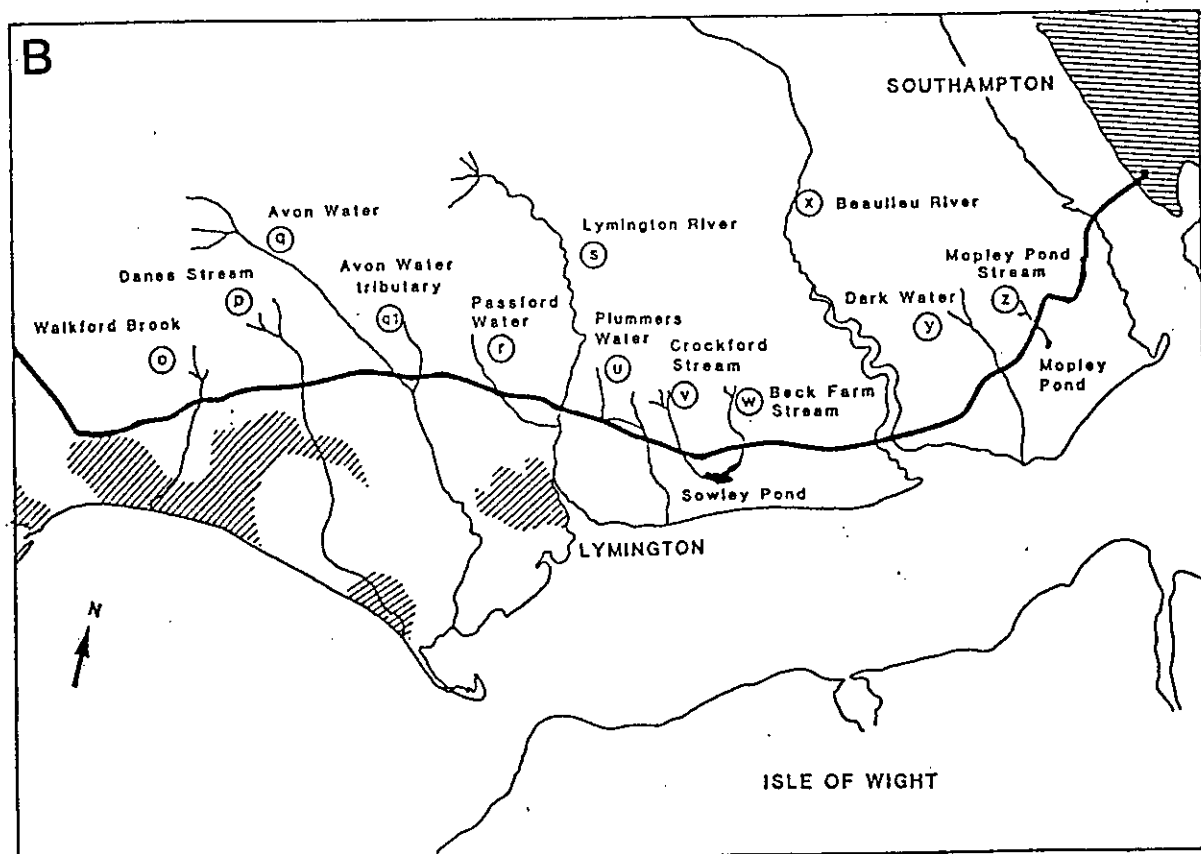 B
SOUTHAMPTON
Avon Water
q
Lymington River
s
x
Beaulieu River
Danes Stream
p
Avon Water
tributary
q1
Mopley Pond
Stream
z
Walkford Brook
o
Passford
Water
r
Plummers
Water
u
Dark Water
y
Crockford
Stream
v
Mopley
Pond
w
Beck Farm
Stream
Sowley Pond
LYMINGTON
N
ISLE OF WIGHT